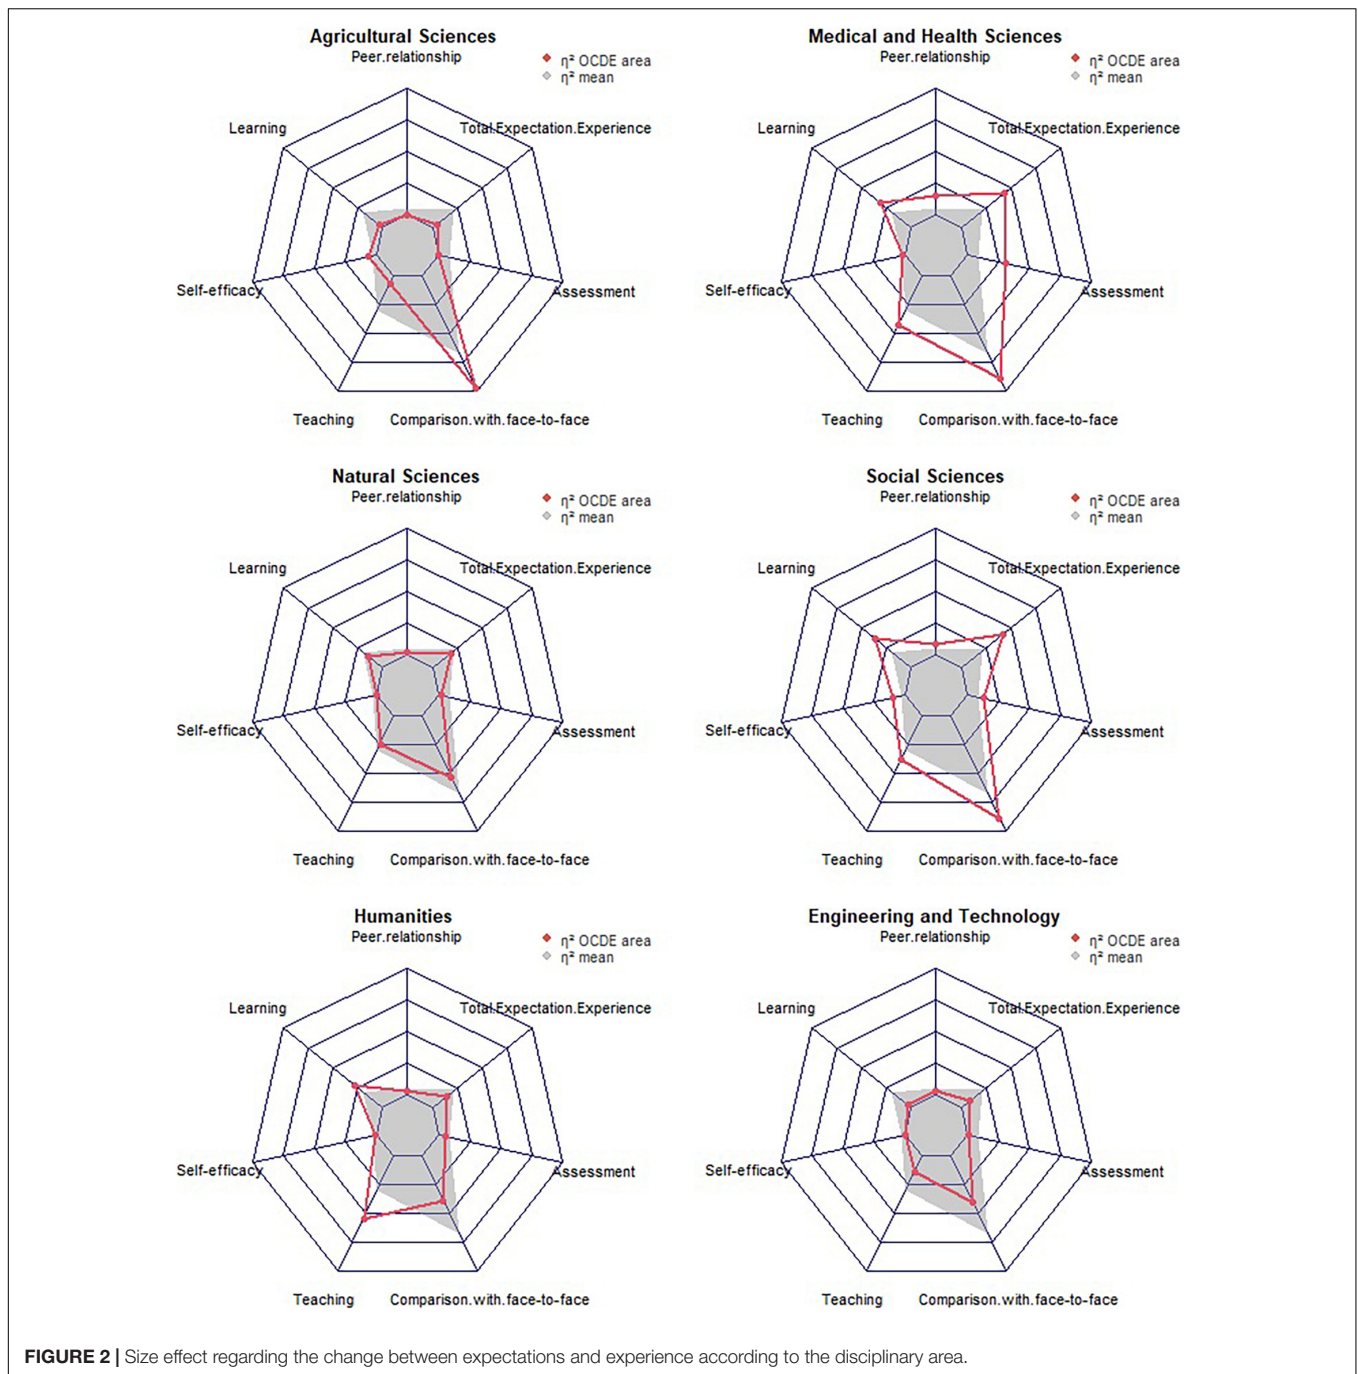 Agricultural Sciences
Peer.relationship
η² OCDE area
η² mean
Learning
Total.Expectation.Experience
Self-efficacy
Assessment
Teaching
Comparison.with.face-to-face
Medical and Health Sciences
Peer.relationship
η² OCDE area
η² mean
Learning
Total.Expectation.Experience
Self-efficacy
Assessment
Teaching
Comparison.with.face-to-face
Natural Sciences
Peer.relationship
η² OCDE area
η² mean
Learning
Total.Expectation.Experience
Self-efficacy
Assessment
Teaching
Comparison.with.face-to-face
Social Sciences
Peer.relationship
η² OCDE area
η² mean
Learning
Total.Expectation.Experience
Self-efficacy
Assessment
Teaching
Comparison.with.face-to-face
Humanities
Peer.relationship
η² OCDE area
η² mean
Learning
Total.Expectation.Experience
Self-efficacy
Assessment
Teaching
Comparison.with.face-to-face
Engineering and Technology
Peer.relationship
η² OCDE area
η² mean
Learning
Total.Expectation.Experience
Self-efficacy
Assessment
Teaching
Comparison.with.face-to-face
FIGURE 2 | Size effect regarding the change between expectations and experience according to the disciplinary area.